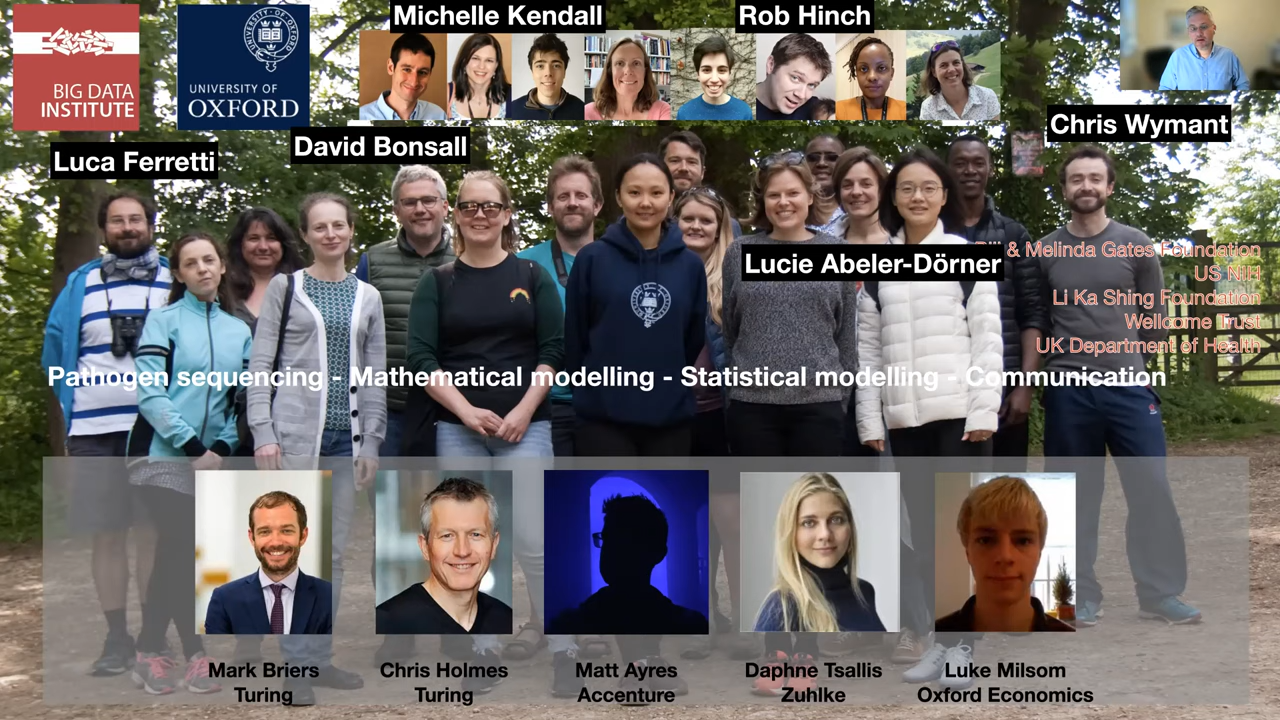 Michelle Kendall
Rob Hinch
BIG DATA
INSTITUTE
UNIVERSITY OF
OXFORD
Chris Wymant
David Bonsall
Luca Ferretti
Lucie Abeler-Dörner
Bill & Melinda Gates Foundation
US NIH
Li Ka Shing Foundation
Wellcome Trust
UK Department of Health
Pathogen sequencing - Mathematical modelling - Statistical modelling - Communication
Mark Briers
Turing
Chris Holmes
Turing
Matt Ayres
Accenture
Daphne Tsallis
Zuhlke
Luke Milsom
Oxford Economics